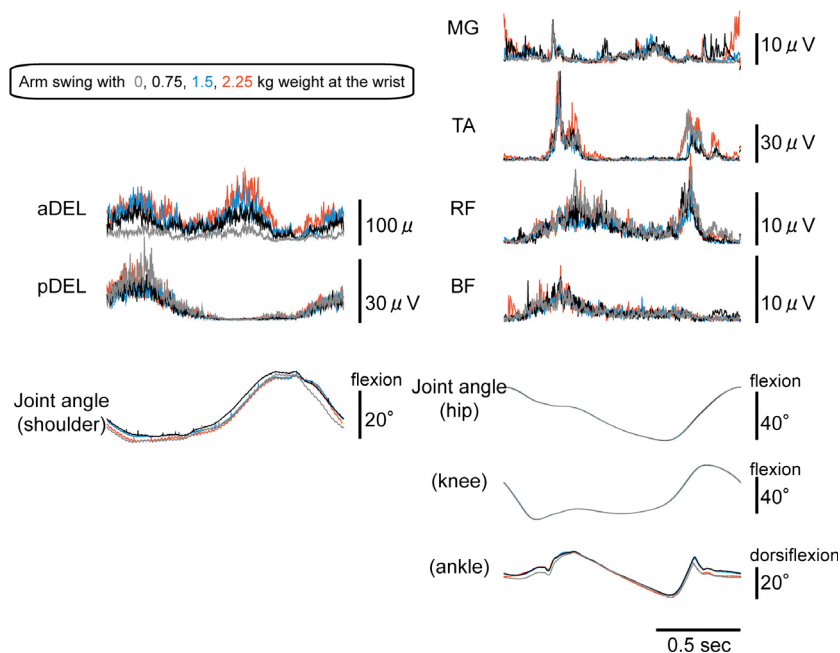 Arm swing with 0, 0.75, 1.5, 2.25 kg weight at the wrist
aDEL
100 μ
pDEL
30 μ V
Joint angle
(shoulder)
flexion
20°
MG
10 μ V
TA
30 μ V
RF
10 μ V
BF
10 μ V
Joint angle
(hip)
flexion
40°
(knee)
flexion
40°
(ankle)
dorsiflexion
20°
0.5 sec